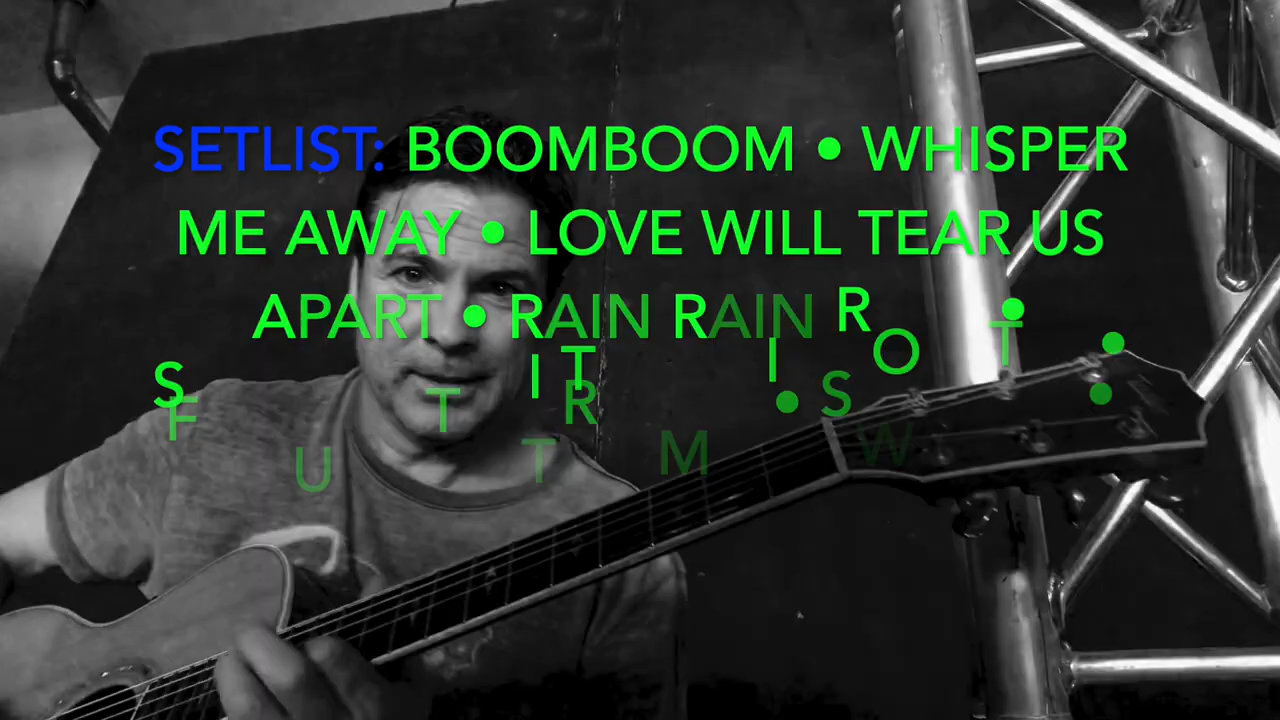 SETLIST: BOOMBOOM • WHISPER
ME AWAY • LOVE WILL TEAR US
APART • RAIN RAIN